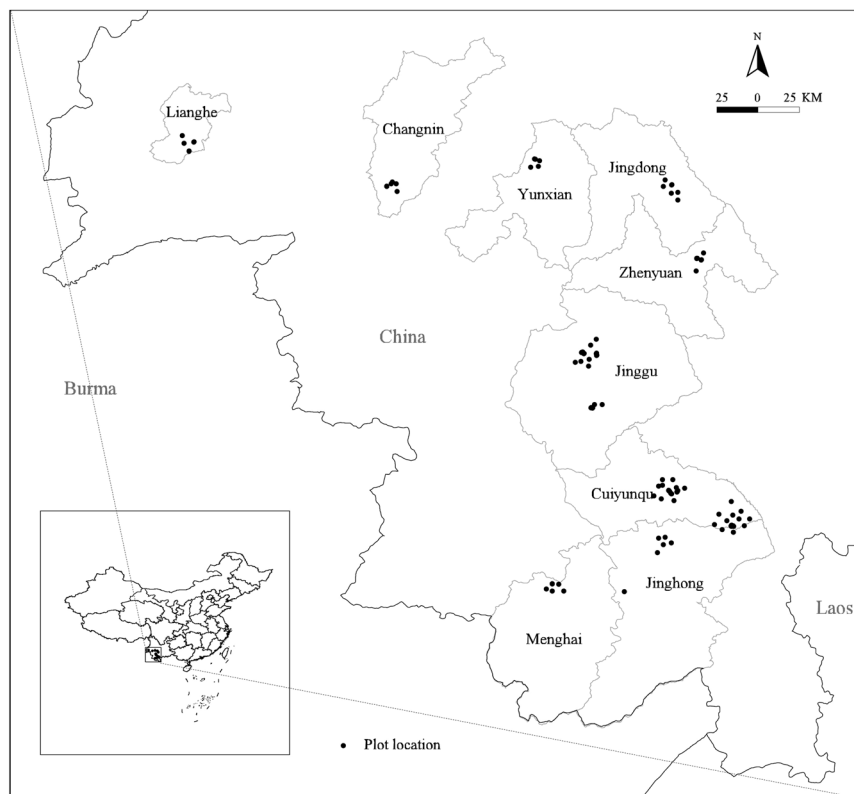 N
25 0 25 KM
Lianghe
Changnin
Jingdong
Yunxian
Zhenyuan
China
Jinggu
Burma
Cuiyunqu
Jinghong
Laos
Menghai
Plot location